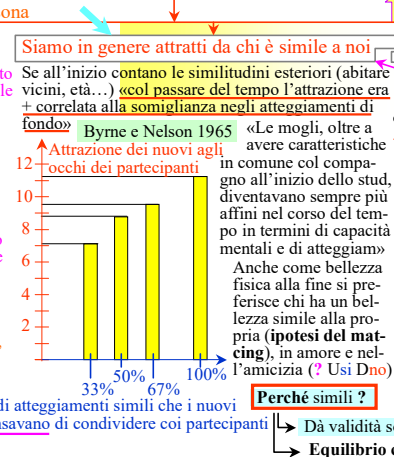 ona
Siamo in genere attratti da chi è simile a noi
to
le
Se all'inizio contano le similitudini esteriori (abitare
vicini, età…) «col passare del tempo l'attrazione era
+ correlata alla somiglianza negli atteggiamenti di
fondo»
Byrne e Nelson 1965
Attrazione dei nuovi agli
occhi dei partecipanti
12
10
8
6
4
2
33%
50%
67%
100%
di atteggiamenti simili che i nuovi
nsavano di condividere coi partecipanti
«Le mogli, oltre a
avere caratteristiche
in comune col compa-
gno all'inizio dello stud,
diventavano sempre più
affini nel corso del tem-
po in termini di capacità
mentali e di atteggiam»
Anche come bellezza
fisica alla fine si pre-
ferisce chi ha un bel-
lezza simile alla pro-
pria (ipotesi del mat-
cing), in amore e nel-
l'amicizia (? Usi Dno)
Perché simili ?
Dà validità s
Equilibrio